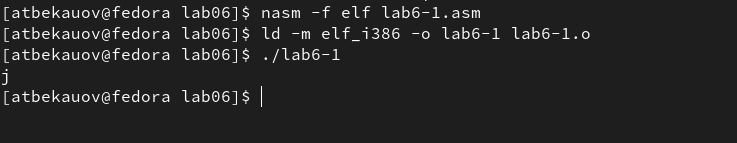 [atbekauov@fedora lab06]$ nasm -f elf lab6-1.asm
[atbekauov@fedora lab06]$ ld -m elf_i386 -o lab6-1 lab6-1.o
[atbekauov@fedora lab06]$ ./lab6-1
j
[atbekauov@fedora lab06]$